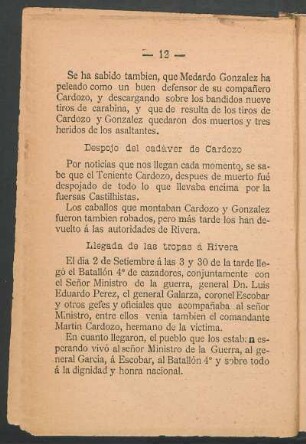 — 12 —
Se ha sabido tambien, que Medardo Gonzalez ha
peleado como un buen defensor de su compañero
Cardozo, y descargando sobre los bandidos nueve
tiros de carabina, y que de resulta de los tiros de
Cardozo y Gonzalez quedaron dos muertos y tres
heridos de los asaltantes.
Despojo del cadáver de Cardozo
Por noticias que nos llegan cada momento, se sa-
be que el Teniente Cardozo, despues de muerto fué
despojado de todo lo que llevaba encima por la
fuersas Castilhistas.
Los caballos que montaban Cardozo y Gonzalez
fueron tambien robados, pero más tarde los han de-
vuelto á las autoridades de Rivera.
Llegada de las tropas á Rivera
El dia 2 de Setiembre á las 3 y 30 de la tarde lle-
gó el Batallón 4º de cazadores, conjuntamente con
el Señor Ministro de la guerra, general Dn. Luis
Eduardo Perez, el general Galarza, coronel Escobar
y otros gefes y oficiales que acompañaba al señor
Ministro, entre ellos venia tambien el comandante
Martin Cardozo, hermano de la víctima.
En cuanto llegaron, el pueblo que los estaban
esperando vivó al señor Ministro de la Guerra, al ge-
neral Garcia, á Escobar, al Batallón 4º y sobre todo
á la dignidad y honra nacional.